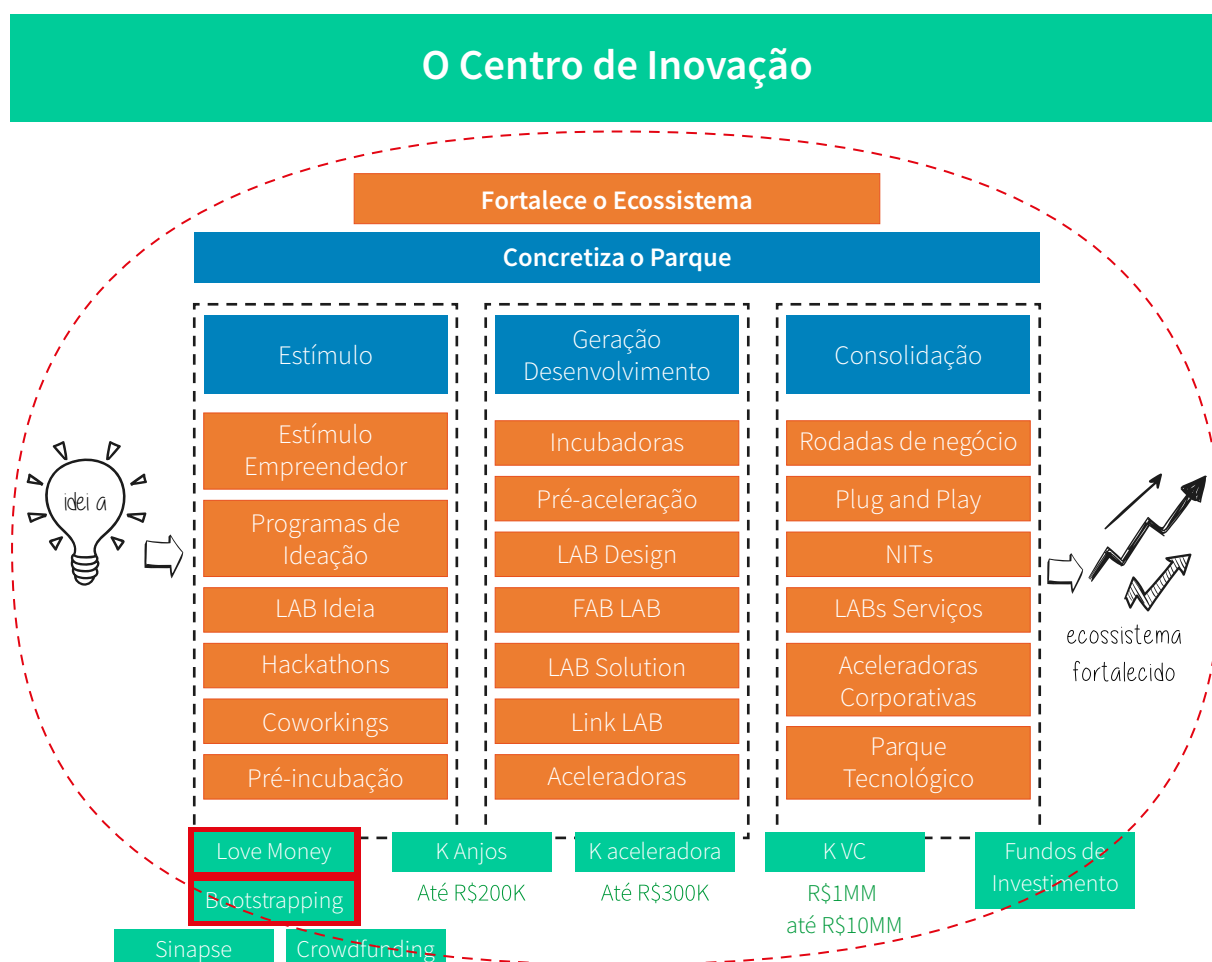 O Centro de Inovação
Fortalece o Ecossistema
Concretiza o Parque
Estímulo
Estímulo
Empreendedor
Programas de
Ideação
LAB Ideia
Hackathons
Coworkings
Pré-incubação
Geração
Desenvolvimento
Incubadoras
Pré-aceleração
LAB Design
FAB LAB
LAB Solution
Link LAB
Aceleradoras
Consolidação
Rodadas de negócio
Plug and Play
NITs
LABs Serviços
Aceleradoras
Corporativas
Parque
Tecnológico
idei a
ecossistema
fortalecido
Love Money
Bootstrapping
Sinapse
Crowdfunding
K Anjos
Até R$200K
K aceleradora
Até R$300K
K VC
R$1MM
até R$10MM
Fundos de
Investimento